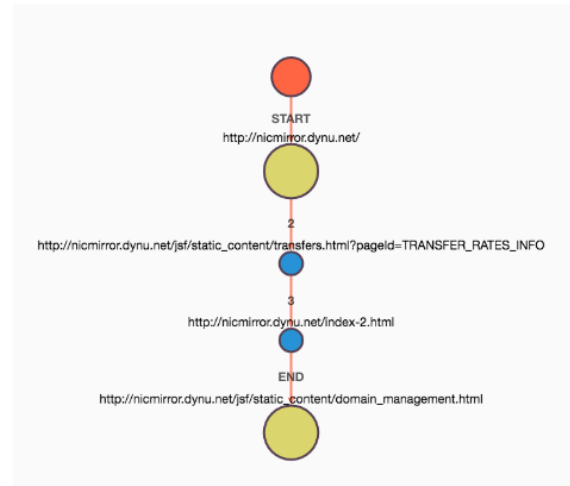 START
http://nicmirror.dynu.net/
2
http://nicmirror.dynu.net/jsf/static_content/transfers.html?pageId=TRANSFER_RATES_INFO
3
http://nicmirror.dynu.net/index-2.html
END
http://nicmirror.dynu.net/jsf/static_content/domain_management.html